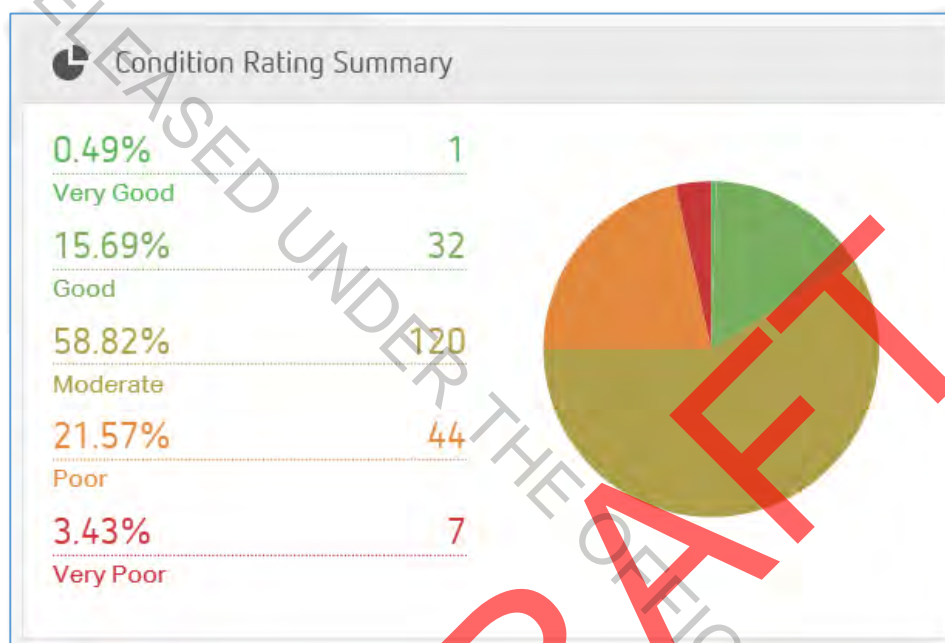 Condition Rating Summary
0.49% 1
Very Good
15.69% 32
Good
58.82% 120
Moderate
21.57% 44
Poor
3.43% 7
Very Poor
RELEASED UNDER THE OFFIC
DRAFT